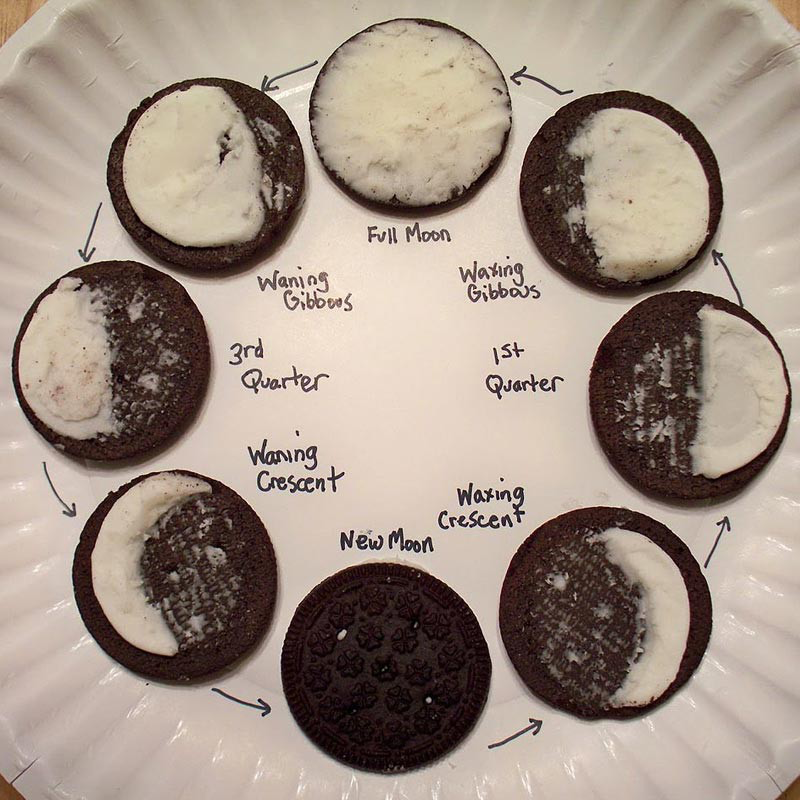 Full Moon
Waning
Gibbous
Waxing
Gibbous
3rd
Quarter
1st
Quarter
Waning
Crescent
Waxing
Crescent
New Moon